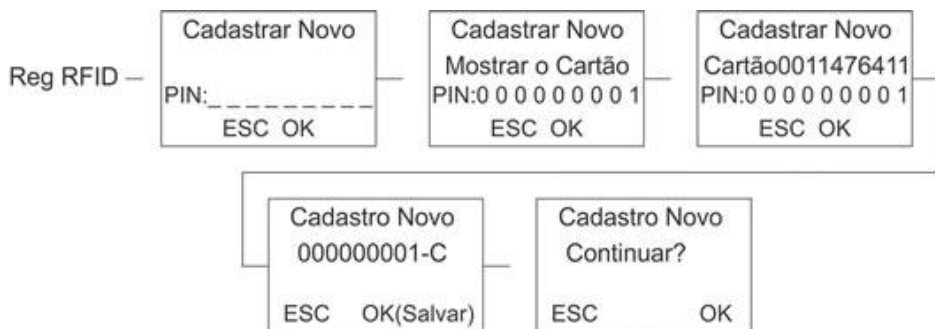 Reg RFID
Cadastrar Novo
PIN:_ _ _ _ _ _ _ _ _
ESC OK
Cadastrar Novo
Mostrar o Cartão
PIN:0 0 0 0 0 0 0 0 1
ESC OK
Cadastrar Novo
Cartão0011476411
PIN:0 0 0 0 0 0 0 0 1
ESC OK
Cadastro Novo
000000001-C
ESC OK(Salvar)
Cadastro Novo
Continuar?
ESC OK